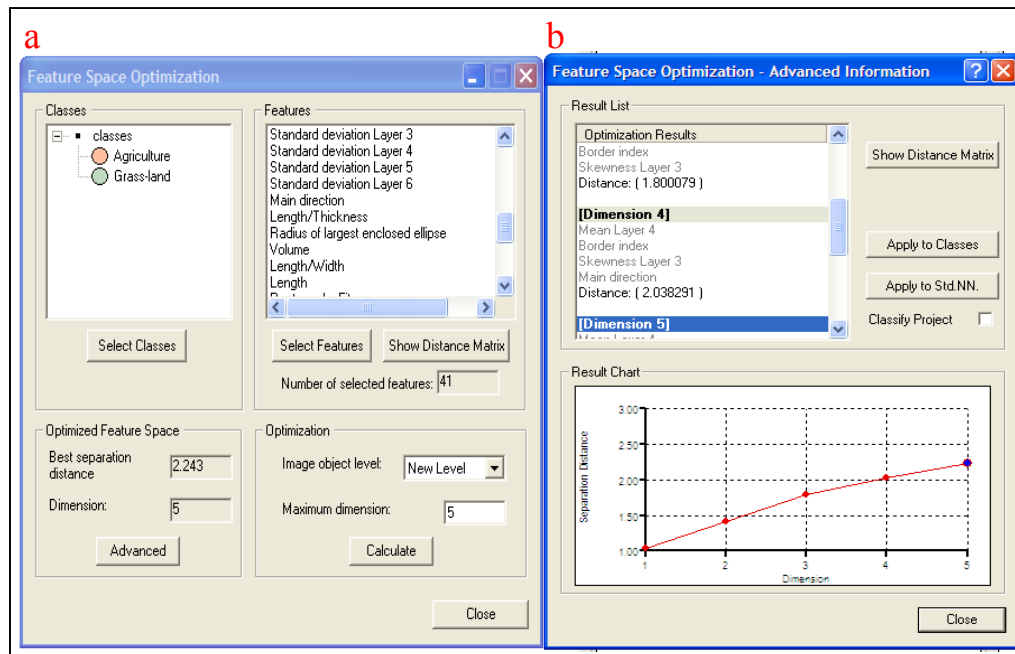 a
Feature Space Optimization
Classes
classes
Agriculture
Grass-land
Select Classes
Features
Standard deviation Layer 3
Standard deviation Layer 4
Standard deviation Layer 5
Standard deviation Layer 6
Main direction
Length/Thickness
Radius of largest enclosed ellipse
Volume
Length/Width
Length
Select Features Show Distance Matrix
Number of selected features: 41
Optimized Feature Space
Best separation
distance 2.243
Dimension: 5
Advanced
Optimization
Image object level: New Level
Maximum dimension: 5
Calculate
Close
b
Feature Space Optimization - Advanced Information
Result List
Optimization Results
Border index
Skewness Layer 3
Distance: ( 1.800079 )
[Dimension 4]
Mean Layer 4
Border index
Skewness Layer 3
Main direction
Distance: ( 2.038291 )
[Dimension 5]
Show Distance Matrix
Apply to Classes
Apply to Std.NN.
Classify Project
Result Chart
Separation Distance
3.00
2.50
2.00
1.50
1.00
1 2 3 4 5
Dimension
Close